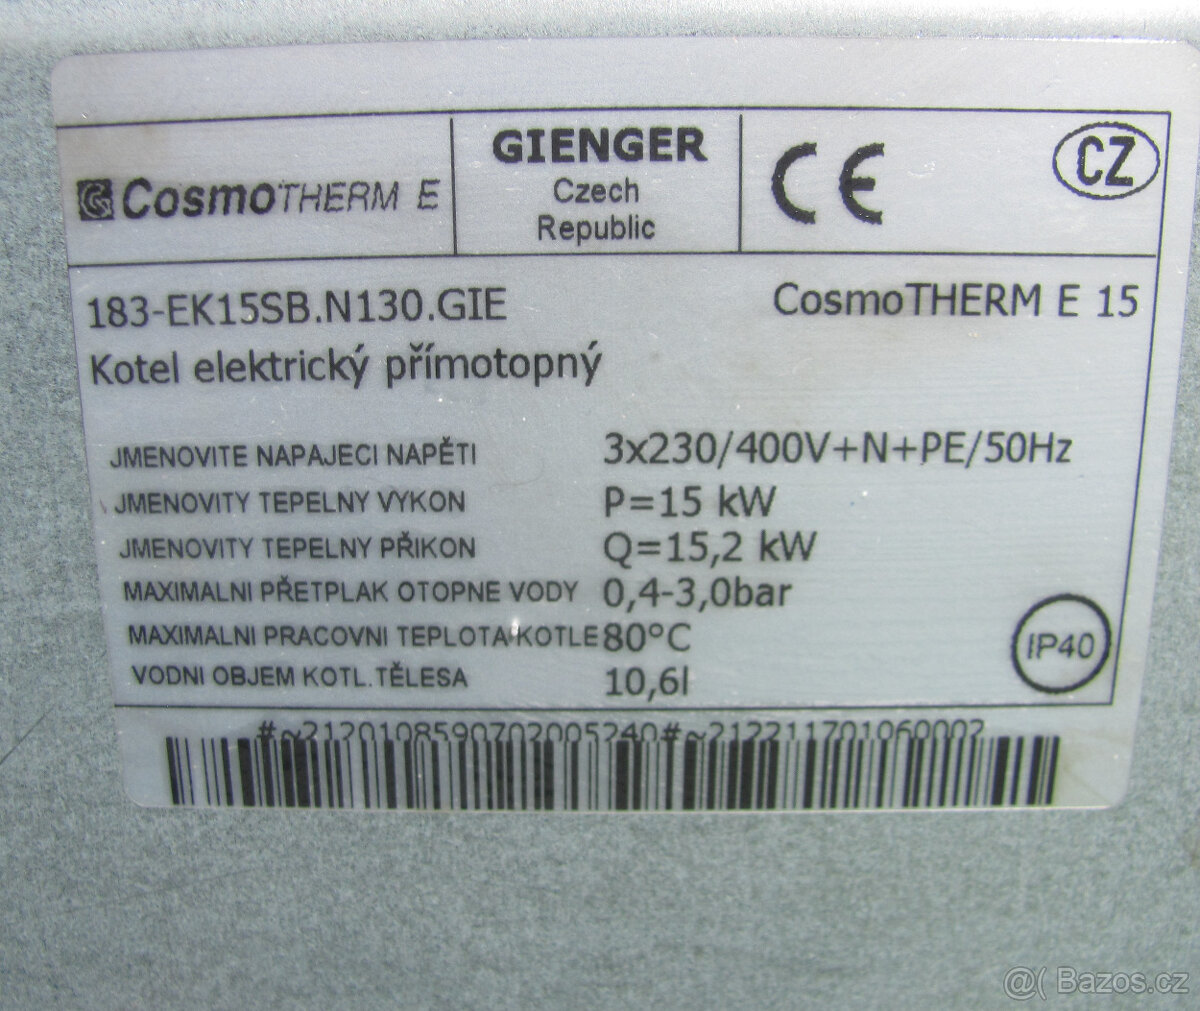 CosmoTHERM E
GIENGER
Czech
Republic
CE
CZ
183-EK15SB.N130.GIE CosmoTHERM E 15
Kotel elektrický přímotopný
JMENOVITE NAPAJECI NAPĚTI 3x230/400V+N+PE/50Hz
JMENOVITY TEPELNY VYKON P=15 kW
JMENOVITY TEPELNY PŘIKON Q=15,2 kW
MAXIMALNI PŘETPLAK OTOPNE VODY 0,4-3,0bar
MAXIMALNI PRACOVNI TEPLOTA KOTLE 80°C
VODNI OBJEM KOTL.TĚLESA 10,6l
IP40
#~2120108590702005240#~212211701060002
@( Bazos.cz